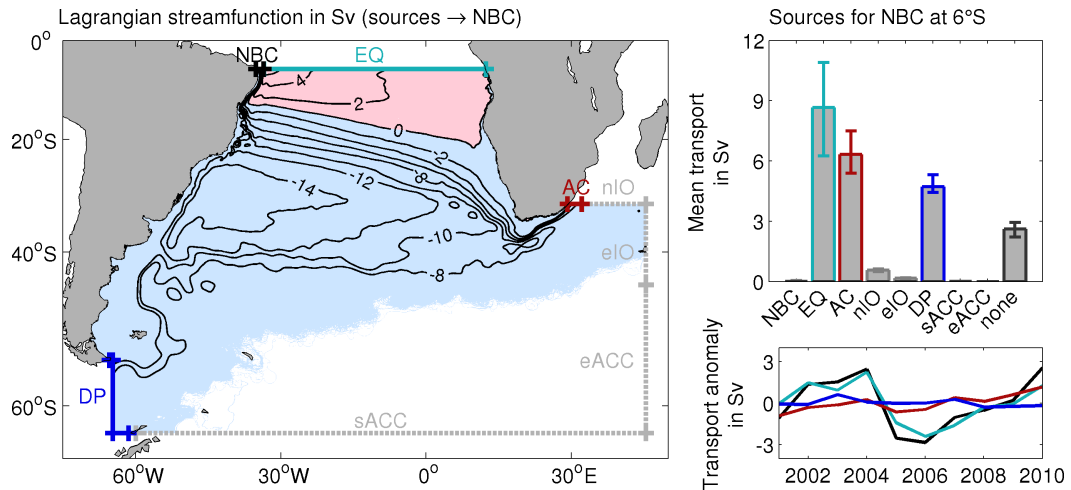 Lagrangian streamfunction in Sv (sources → NBC)
0°
20°S
40°S
60°S
60°W
30°W
0°
30°E
NBC
EQ
AC
nIO
eIO
eACC
sACC
DP
4
2
0
-2
-8
-12
-14
-10
-8
Sources for NBC at 6°S
Mean transport
in Sv
12
9
6
3
0
NBC
EQ
AC
nIO
eIO
DP
sACC
eACC
none
Transport anomaly
in Sv
3
0
-3
2002
2004
2006
2008
2010